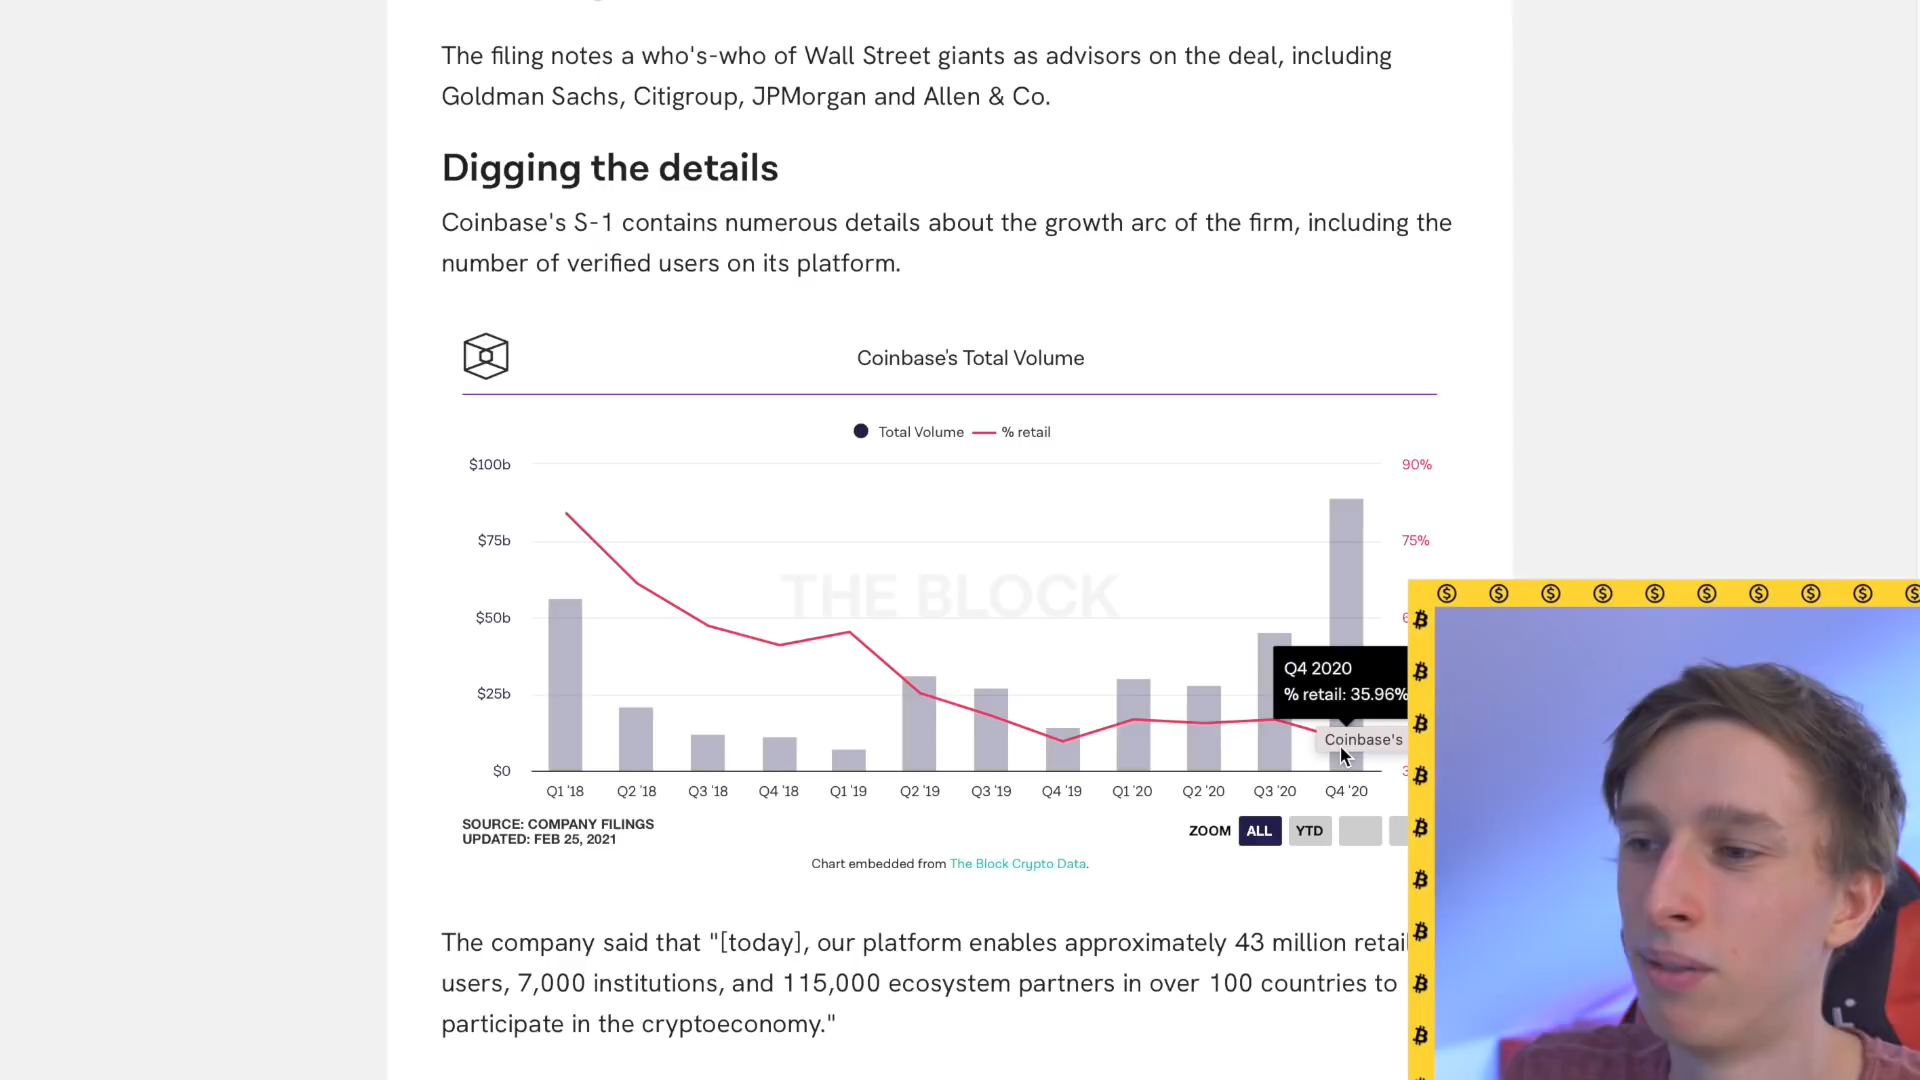 The filing notes a who's-who of Wall Street giants as advisors on the deal, including
Goldman Sachs, Citigroup, JPMorgan and Allen & Co.
Digging the details
Coinbase's S-1 contains numerous details about the growth arc of the firm, including the
number of verified users on its platform.
Coinbase's Total Volume
Total Volume % retail
$100b 90%
$75b 75%
THE BLOCK
$50b
$25b
$0
Q4 2020
% retail: 35.96%
Coinbase's
Q1 '18 Q2 '18 Q3 '18 Q4 '18 Q1 '19 Q2 '19 Q3 '19 Q4 '19 Q1 '20 Q2 '20 Q3 '20 Q4 '20
SOURCE: COMPANY FILINGS
UPDATED: FEB 25, 2021
ZOOM ALL YTD
Chart embedded from The Block Crypto Data.
The company said that "[today], our platform enables approximately 43 million retail
users, 7,000 institutions, and 115,000 ecosystem partners in over 100 countries to
participate in the cryptoeconomy."